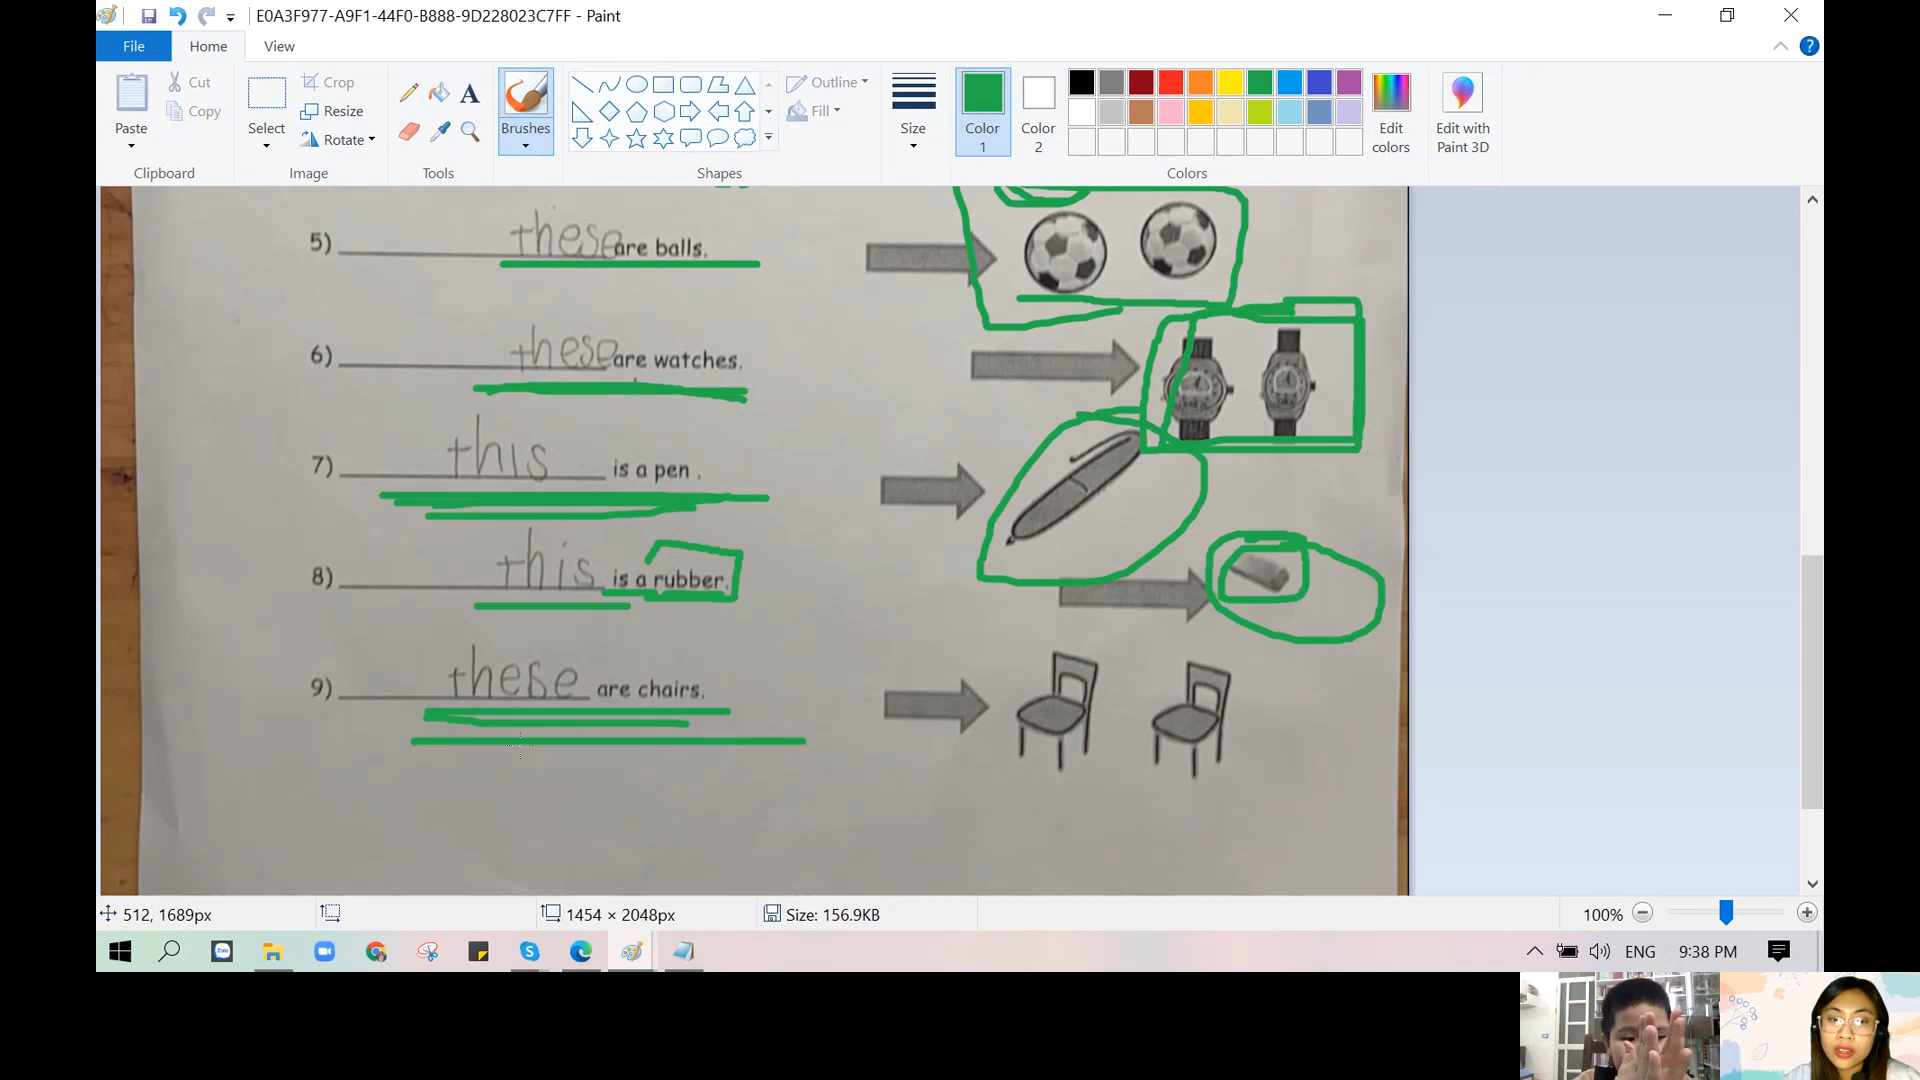 E0A3F977-A9F1-44F0-B888-9D228023C7FF - Paint
File Home View
Paste
Cut
Copy
Clipboard
Select
Crop
Resize
Rotate
Image
A
Tools
Brushes
Outline
Fill
Shapes
Size
Color 1
Color 2
Edit colors
Colors
Edit with Paint 3D
5) these are balls.
6) these are watches.
7) this is a pen .
8) this is a rubber.
9) these are chairs.
512, 1689px
1454 × 2048px
Size: 156.9KB
100%
Zalo
ENG
9:38 PM